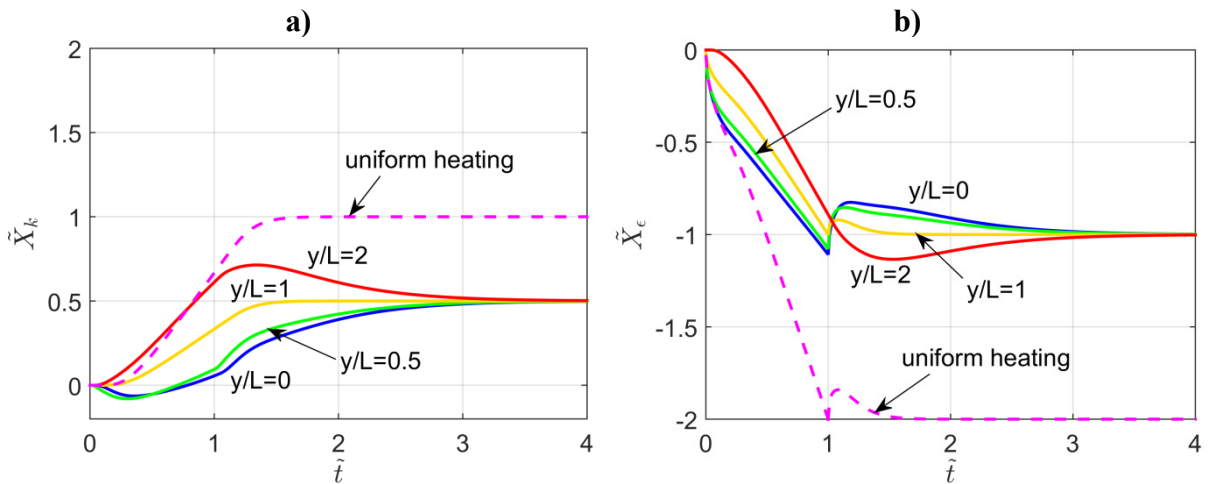 a)
2
1.5
1
0.5
0
0
1
2
3
4
X̃k
t̃
uniform heating
y/L=2
y/L=1
y/L=0.5
y/L=0
b)
0
-0.5
-1
-1.5
-2
0
1
2
3
4
X̃ϵ
t̃
y/L=0.5
y/L=0
y/L=2
y/L=1
uniform heating